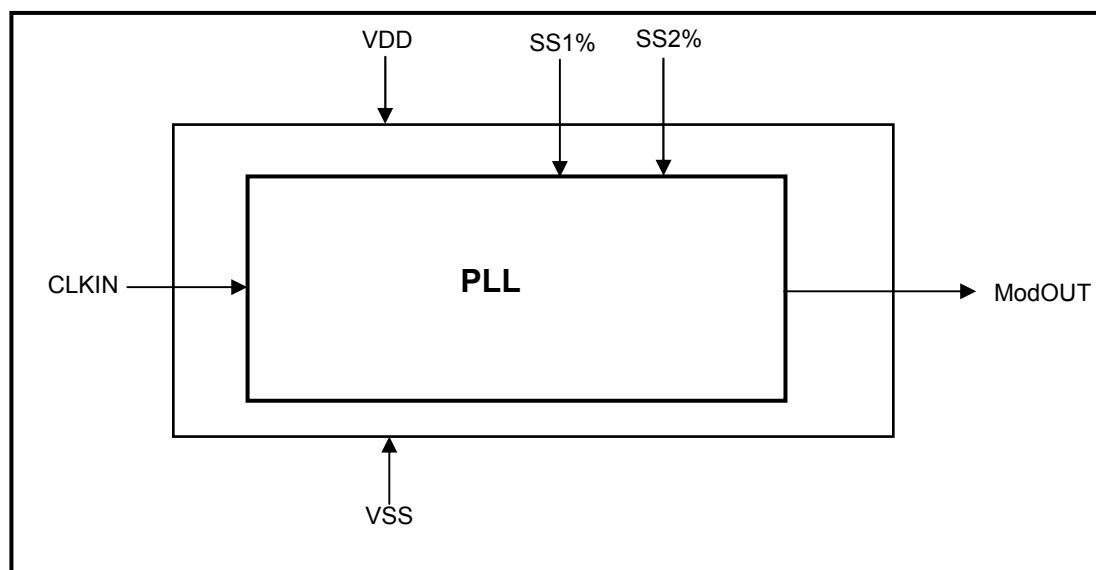 VDD
SS1%
SS2%
CLKIN
PLL
ModOUT
VSS